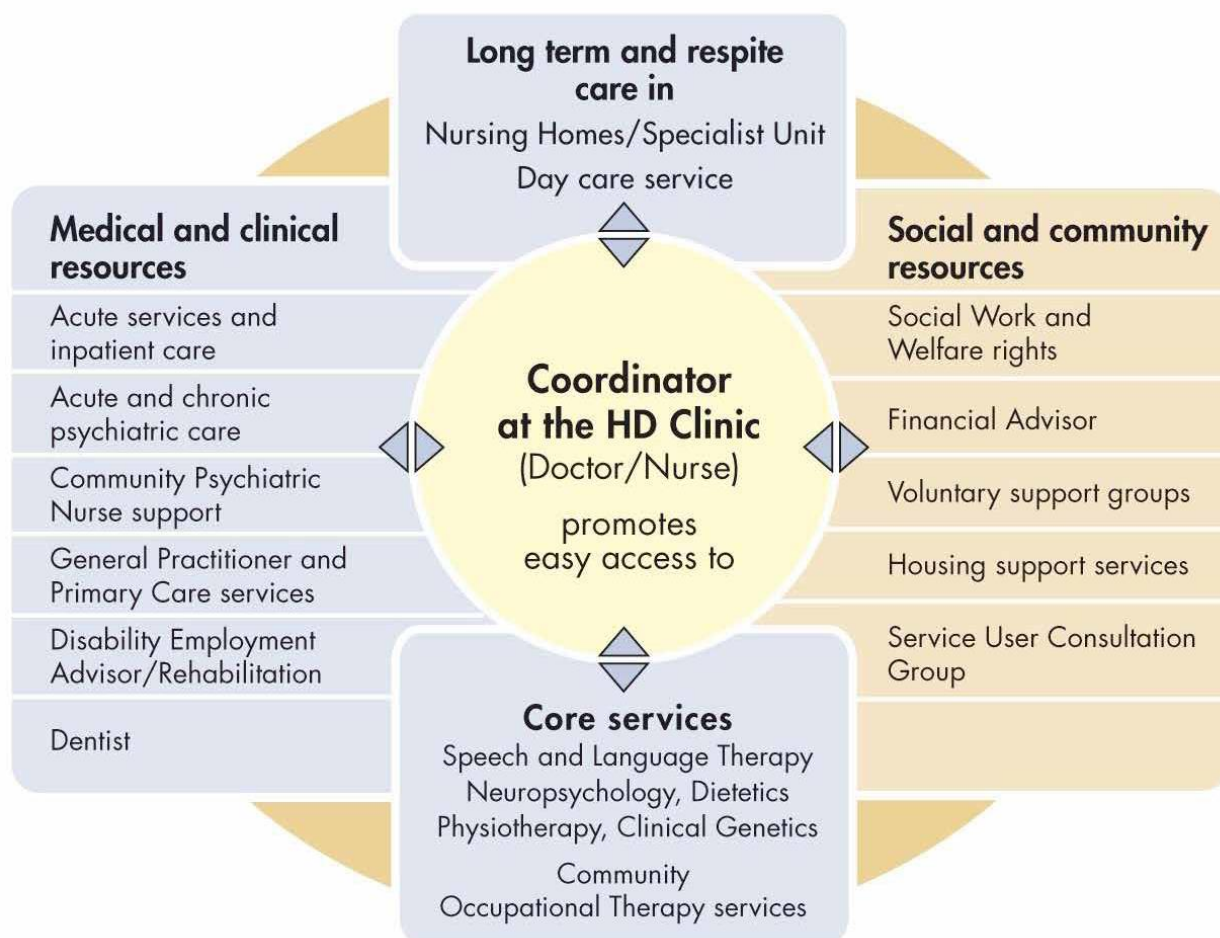 Long term and respite
care in
Nursing Homes/Specialist Unit
Day care service
Medical and clinical
resources
Acute services and
inpatient care
Acute and chronic
psychiatric care
Community Psychiatric
Nurse support
General Practitioner and
Primary Care services
Disability Employment
Advisor/Rehabilitation
Dentist
Coordinator
at the HD Clinic
(Doctor/Nurse)
promotes
easy access to
Social and community
resources
Social Work and
Welfare rights
Financial Advisor
Voluntary support groups
Housing support services
Service User Consultation
Group
Core services
Speech and Language Therapy
Neuropsychology, Dietetics
Physiotherapy, Clinical Genetics
Community
Occupational Therapy services